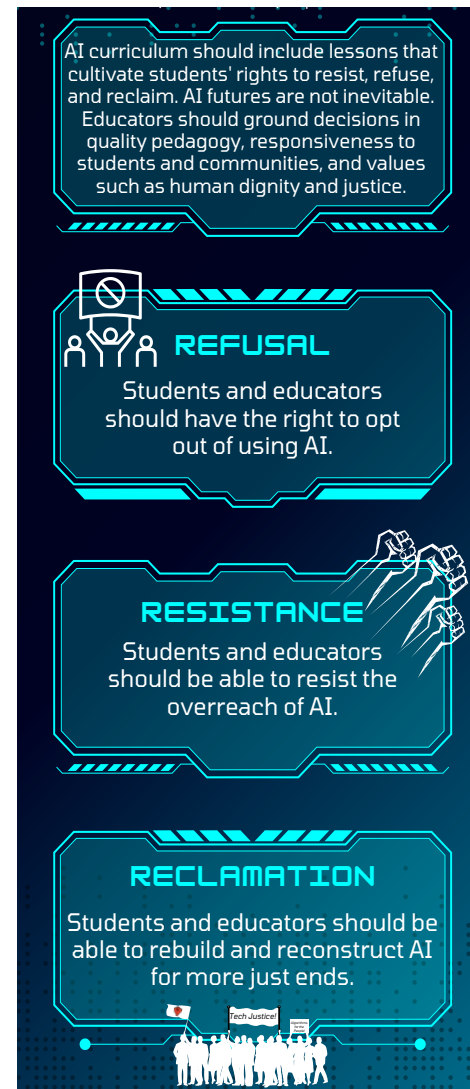 AI curriculum should include lessons that
cultivate students' rights to resist, refuse,
and reclaim. AI futures are not inevitable.
Educators should ground decisions in
quality pedagogy, responsiveness to
students and communities, and values
such as human dignity and justice.
REFUSAL
Students and educators
should have the right to opt
out of using AI.
RESISTANCE
Students and educators
should be able to resist the
overreach of AI.
RECLAMATION
Students and educators should be
able to rebuild and reconstruct AI
for more just ends.
Tech Justice!
Algorithms
to the
People!